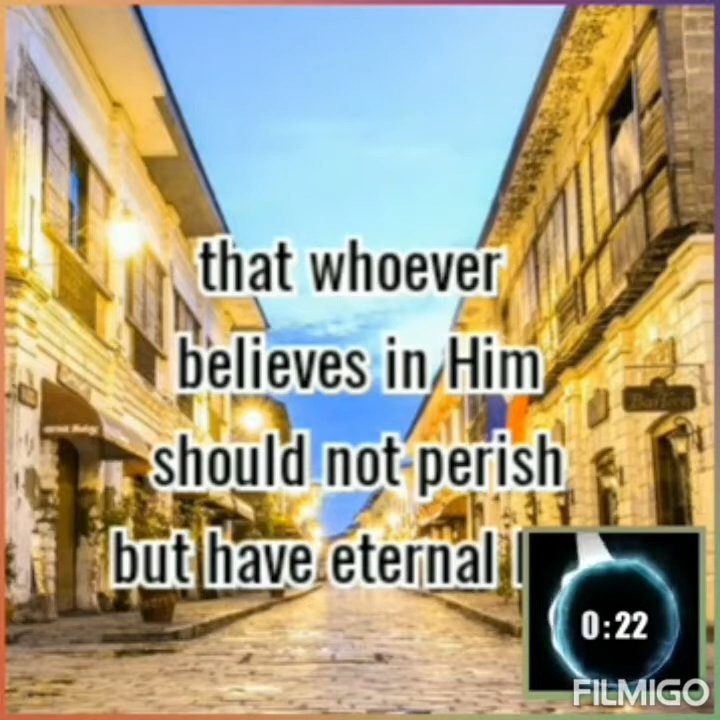 that whoever
believes in Him
should not perish
but have eternal l
0:22
FILMIGO